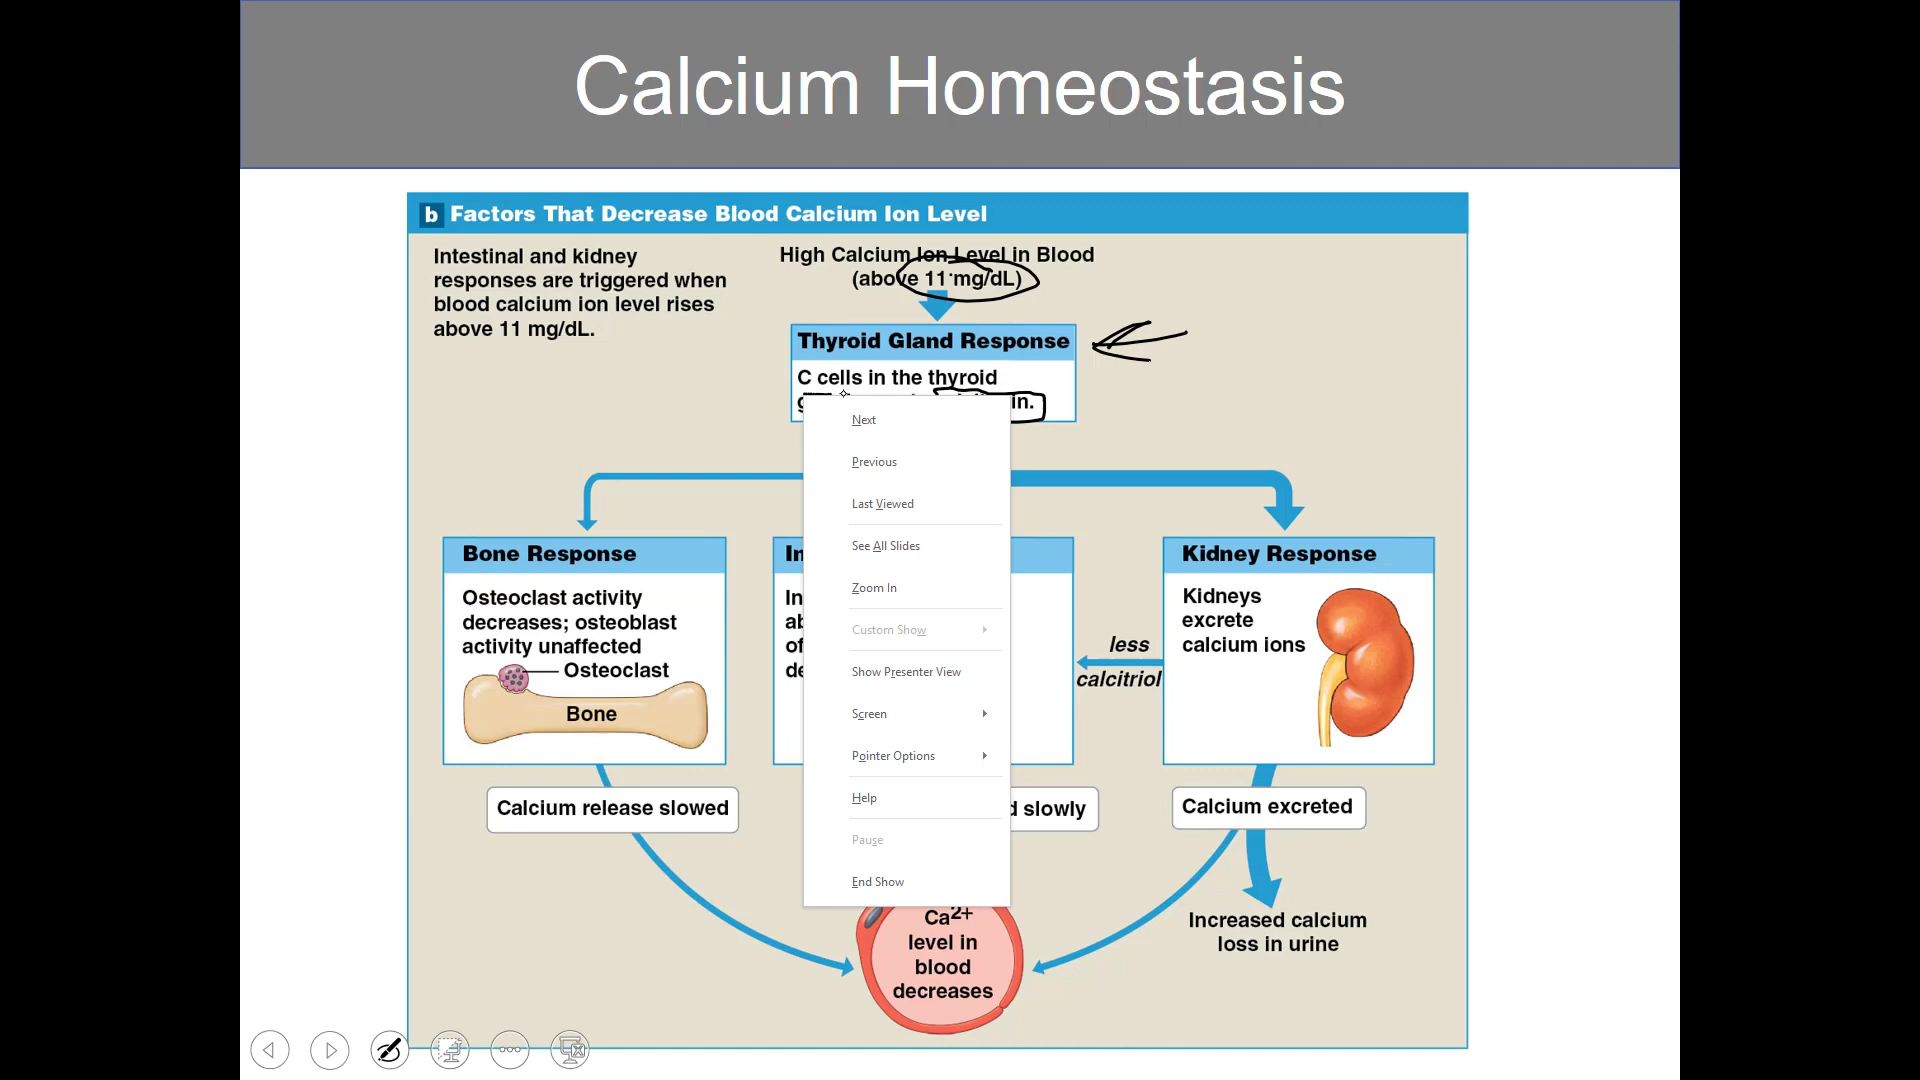 Calcium Homeostasis
b Factors That Decrease Blood Calcium Ion Level
Intestinal and kidney
responses are triggered when
blood calcium ion level rises
above 11 mg/dL.
High Calcium Ion Level in Blood
(above 11 mg/dL)
Thyroid Gland Response
C cells in the thyroid
in.
Next
Previous
Last Viewed
See All Slides
Zoom In
Custom Show
Show Presenter View
Screen
Pointer Options
Help
Pause
End Show
Bone Response
Osteoclast activity
decreases; osteoblast
activity unaffected
Osteoclast
Bone
Calcium release slowed
In
In
ab
of
de
d slowly
less
calcitriol
Kidney Response
Kidneys
excrete
calcium ions
Calcium excreted
Increased calcium
loss in urine
Ca2+
level in
blood
decreases